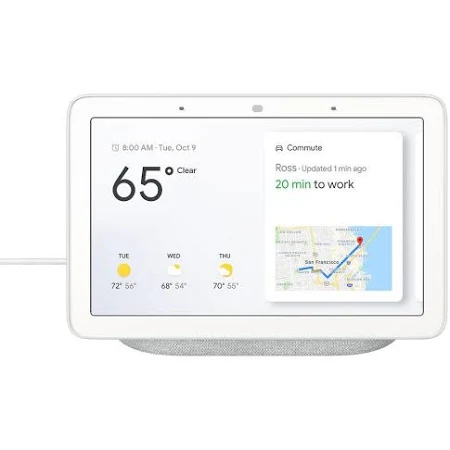 8:00 AM · Tue, Oct 9
65° Clear
TUE WED THU
72° 56° 68° 54° 70° 55°
Commute
Ross · Updated 1 min ago
20 min to work
San Francisco